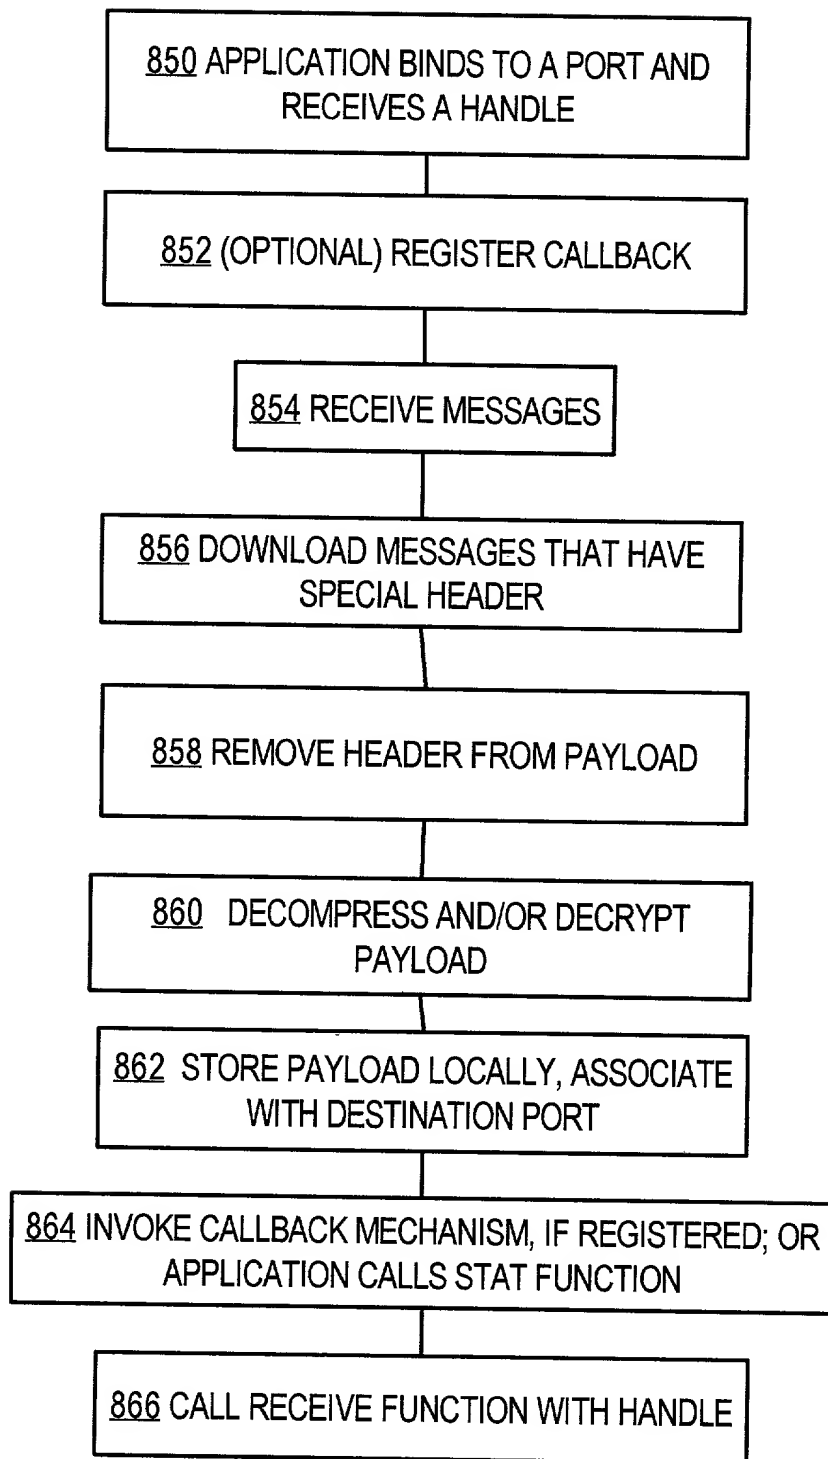 850 APPLICATION BINDS TO A PORT AND
RECEIVES A HANDLE
852 (OPTIONAL) REGISTER CALLBACK
854 RECEIVE MESSAGES
856 DOWNLOAD MESSAGES THAT HAVE
SPECIAL HEADER
858 REMOVE HEADER FROM PAYLOAD
860 DECOMPRESS AND/OR DECRYPT
PAYLOAD
862 STORE PAYLOAD LOCALLY, ASSOCIATE
WITH DESTINATION PORT
864 INVOKE CALLBACK MECHANISM, IF REGISTERED; OR
APPLICATION CALLS STAT FUNCTION
866 CALL RECEIVE FUNCTION WITH HANDLE